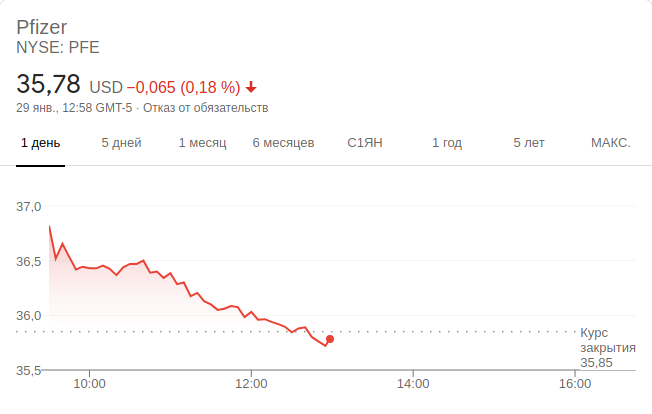 Pfizer
NYSE: PFE
35,78 USD −0,065 (0,18 %)
29 янв., 12:58 GMT-5 · Отказ от обязательств
1 день 5 дней 1 месяц 6 месяцев С1ЯН 1 год 5 лет МАКС.
37,0
36,5
36,0
Курс
закрытия
35,85
35,5
10:00 12:00 14:00 16:00